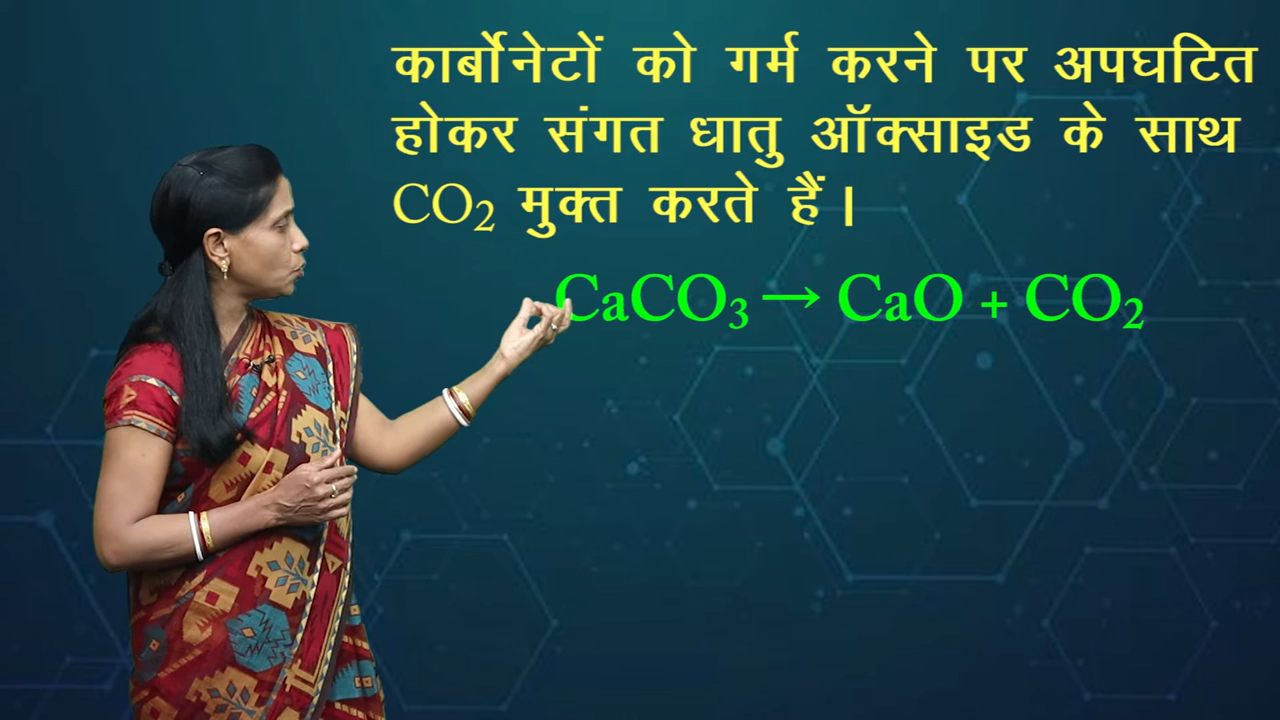 कार्बोनेटों को गर्म करने पर अपघटित
होकर संगत धातु ऑक्साइड के साथ
CO₂ मुक्त करते हैं।
CaCO₃ → CaO + CO₂